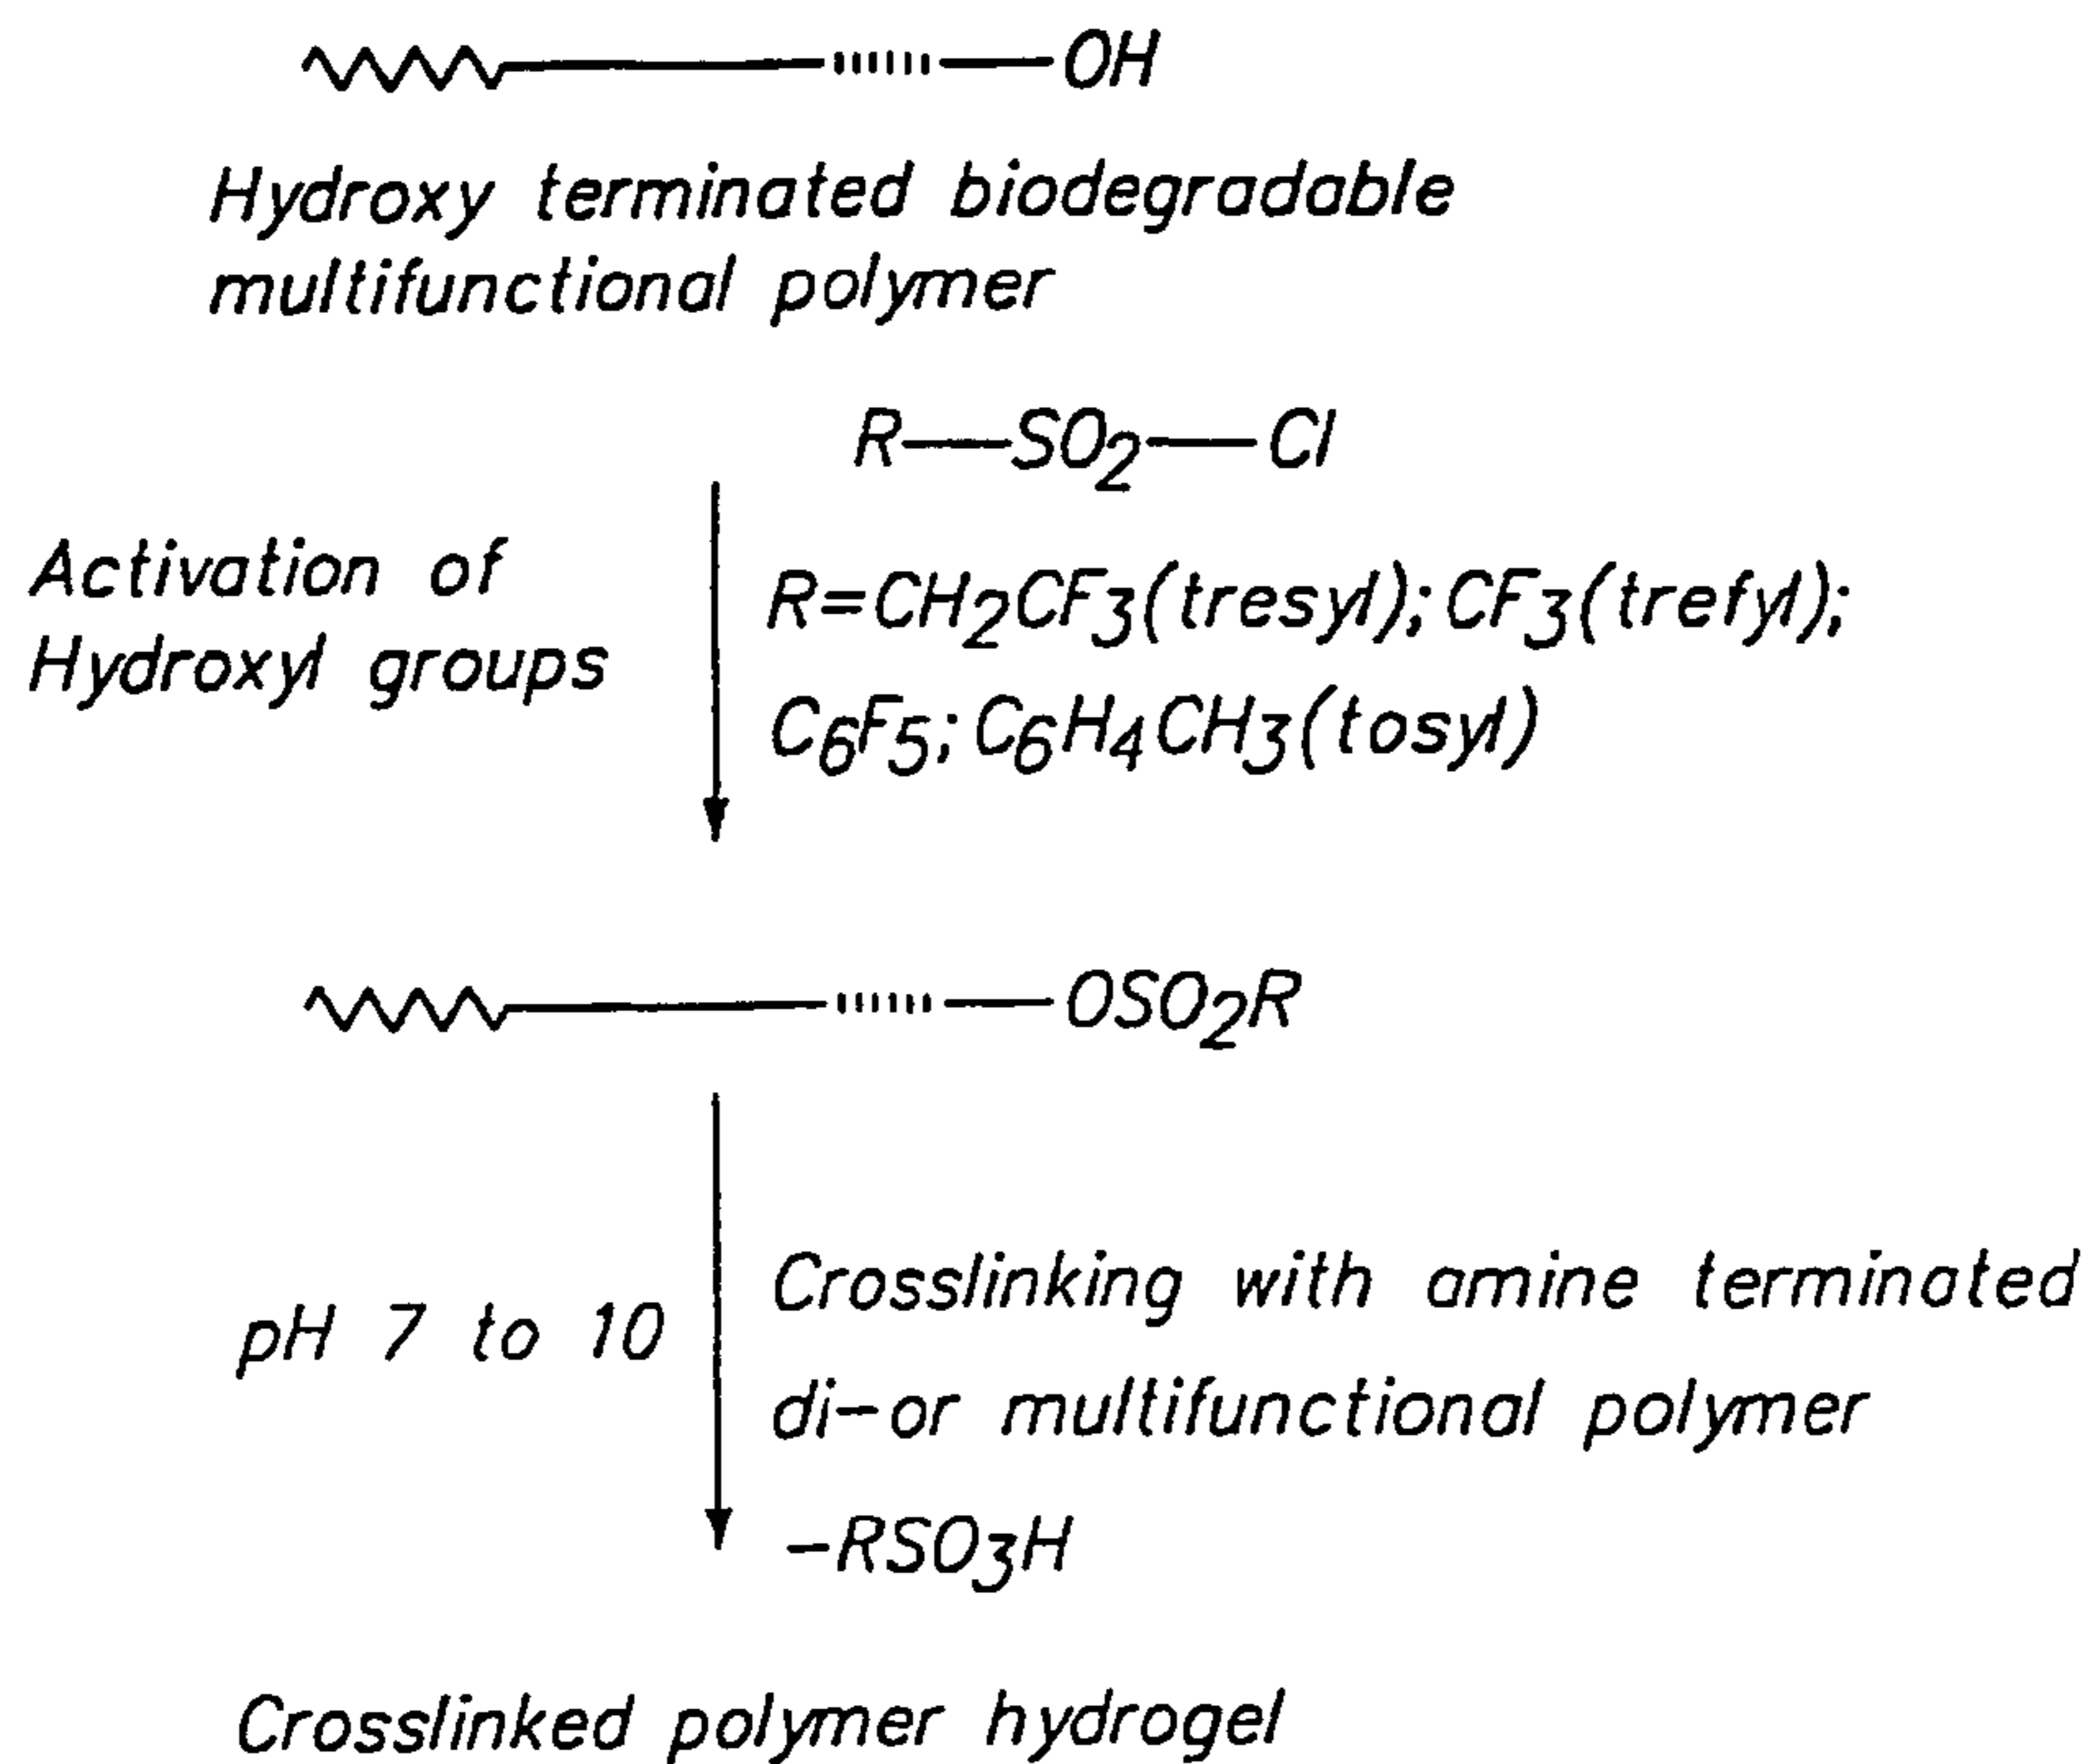 OH
Hydroxy terminated biodegradable
multifunctional polymer
R—SO2—Cl
Activation of
Hydroxyl groups
R=CH2CF3(tresyl); CF3(trefyl);
C6F5; C6H4CH3(tosyl)
OSO2R
pH 7 to 10
Crosslinking with amine terminated
di-or multifunctional polymer
-RSO3H
Crosslinked polymer hydrogel